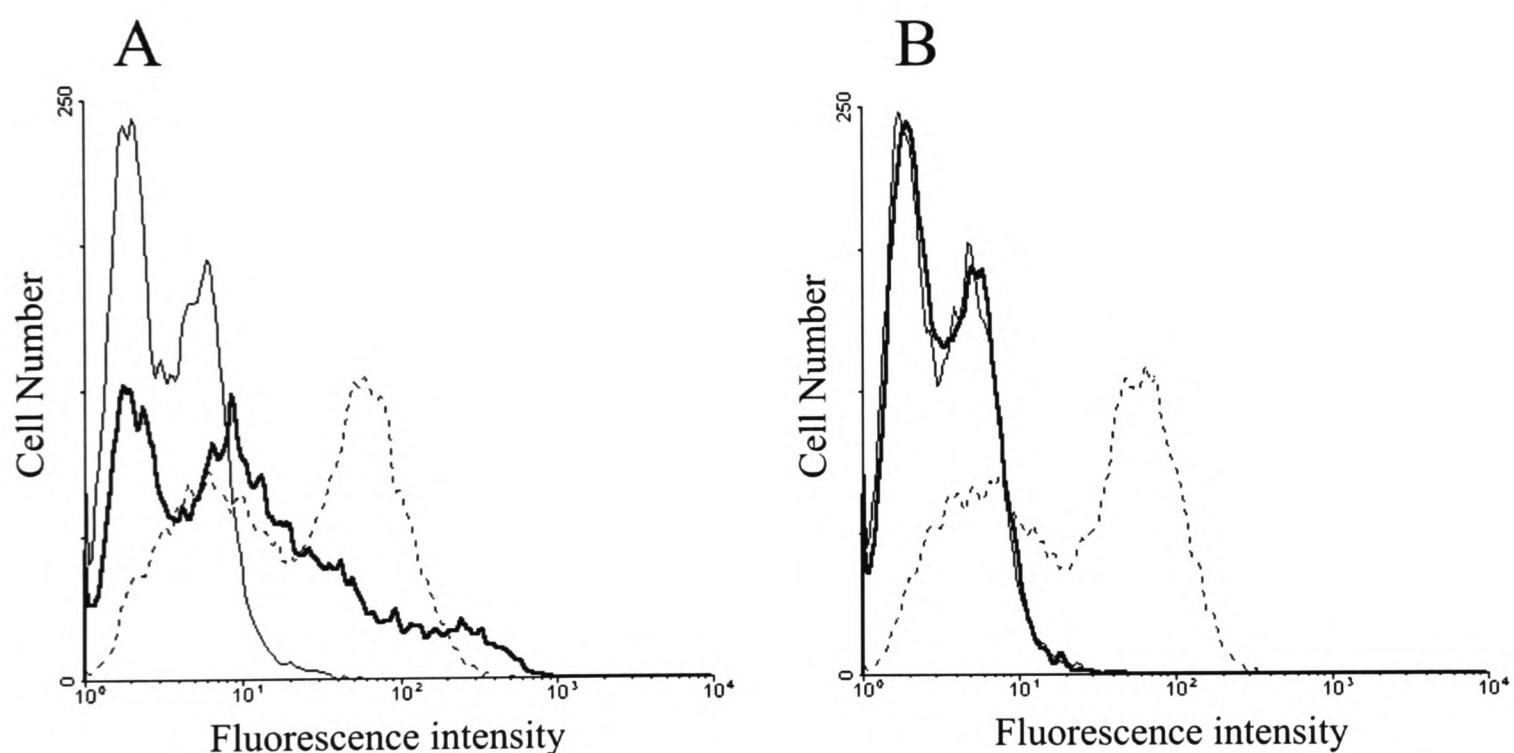 A
250
Cell Number
0
10⁰ 10¹ 10² 10³ 10⁴
Fluorescence intensity
B
250
Cell Number
0
10⁰ 10¹ 10² 10³ 10⁴
Fluorescence intensity